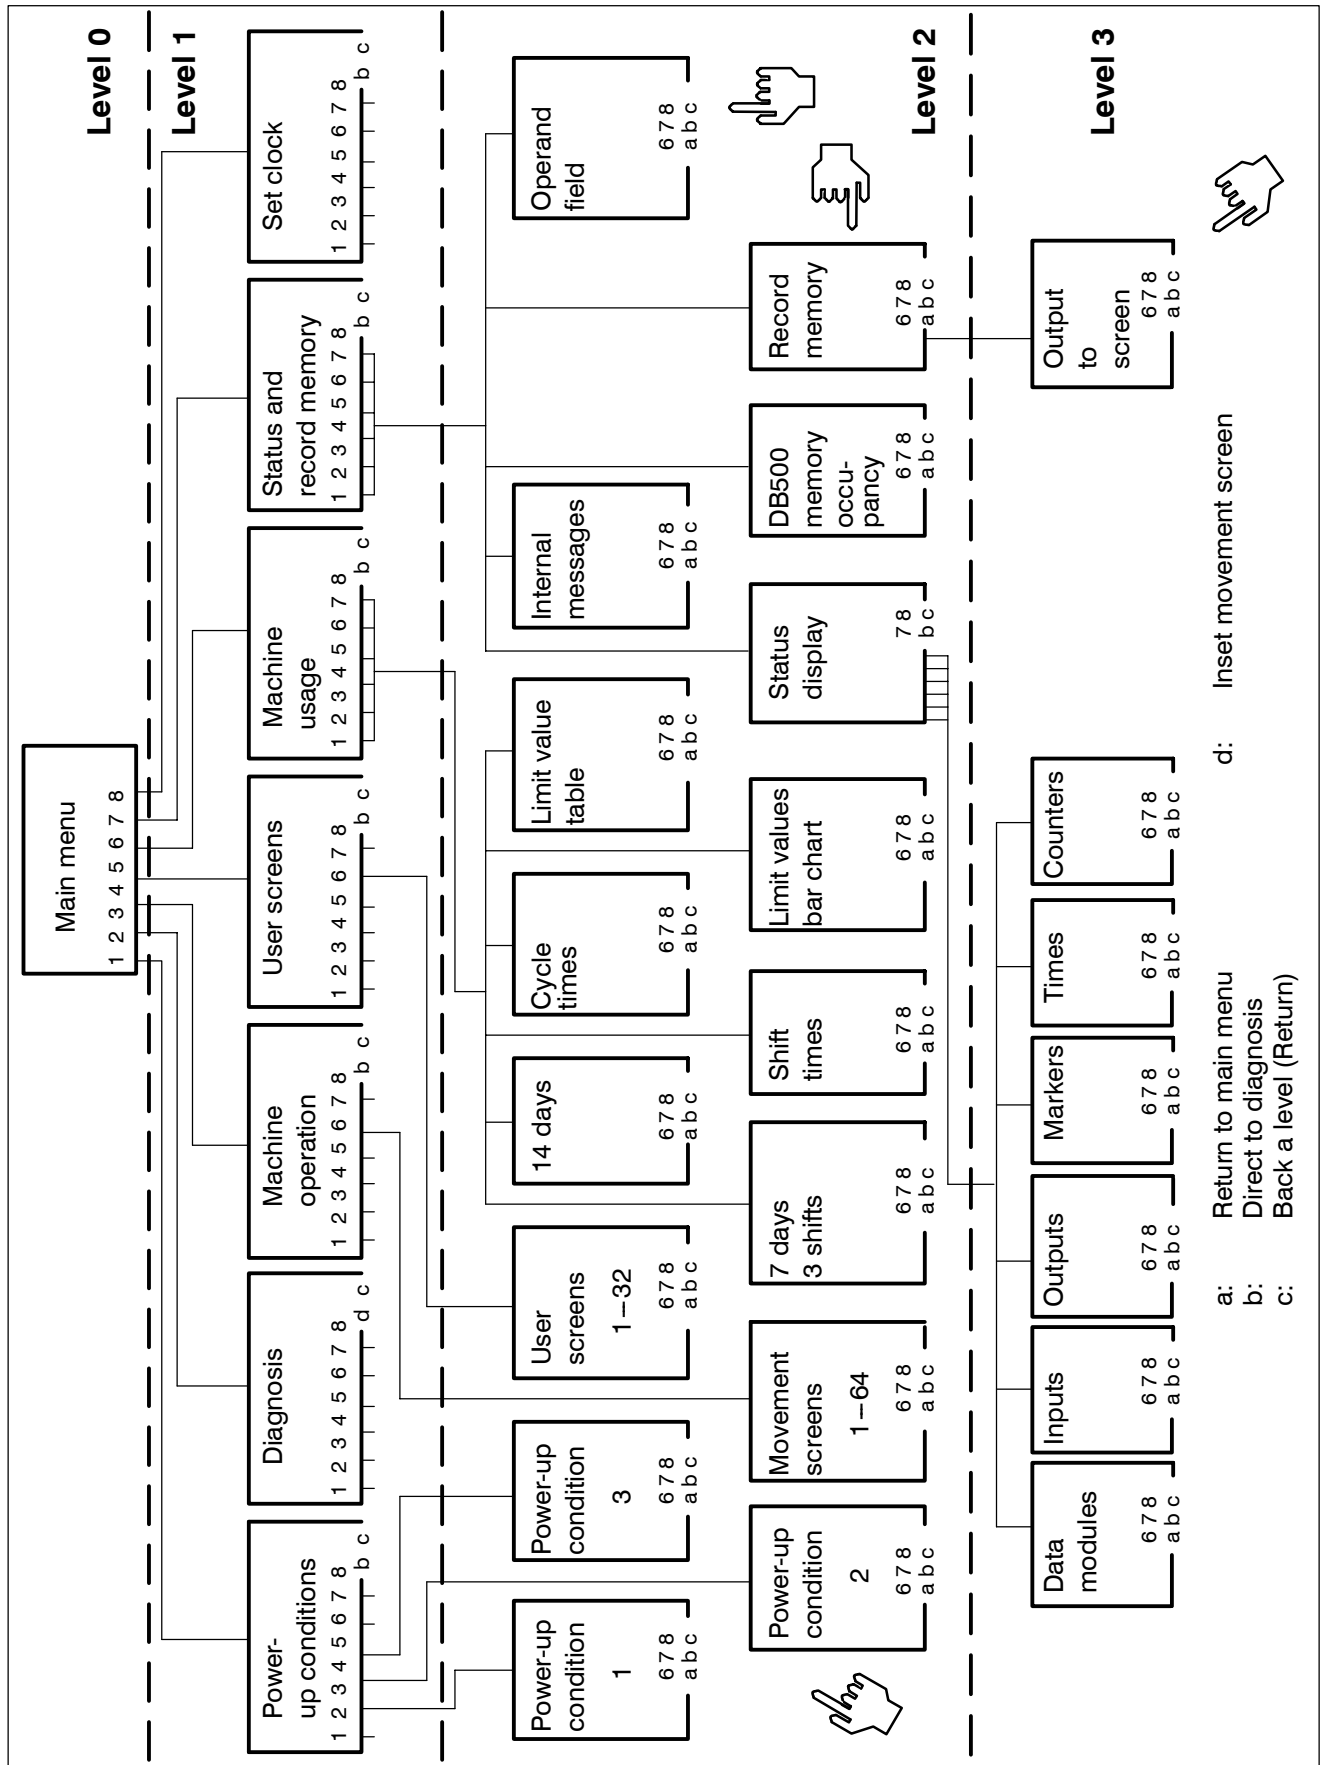 Level 0
Main menu
1 2 3 4 5 6 7 8
Level 1
Power-
up conditions
1 2 3 4 5 6 7 8
b c
Diagnosis
1 2 3 4 5 6 7 8
d c
Machine
operation
1 2 3 4 5 6 7 8
b c
User screens
1 2 3 4 5 6 7 8
b c
Machine
usage
1 2 3 4 5 6 7 8
b c
Status and
record memory
1 2 3 4 5 6 7 8
b c
Set clock
1 2 3 4 5 6 7 8
b c
Power-up
condition
1
6 7 8
a b c
Power-up
condition
3
6 7 8
a b c
User
screens
1–32
6 7 8
a b c
14 days
6 7 8
a b c
Cycle
times
6 7 8
a b c
Limit value
table
6 7 8
a b c
Internal
messages
6 7 8
a b c
Operand
field
6 7 8
a b c
Power-up
condition
2
6 7 8
a b c
Movement
screens
1–64
6 7 8
a b c
7 days
3 shifts
6 7 8
a b c
Shift
times
6 7 8
a b c
Limit values
bar chart
6 7 8
a b c
Status
display
7 8
b c
DB500
memory
occu-
pancy
6 7 8
a b c
Record
memory
6 7 8
a b c
Level 2
Level 3
Data
modules
6 7 8
a b c
Inputs
6 7 8
a b c
Outputs
6 7 8
a b c
Markers
6 7 8
a b c
Times
6 7 8
a b c
Counters
6 7 8
a b c
Output
to
screen
6 7 8
a b c
a: Return to main menu
b: Direct to diagnosis
c: Back a level (Return)
d: Inset movement screen